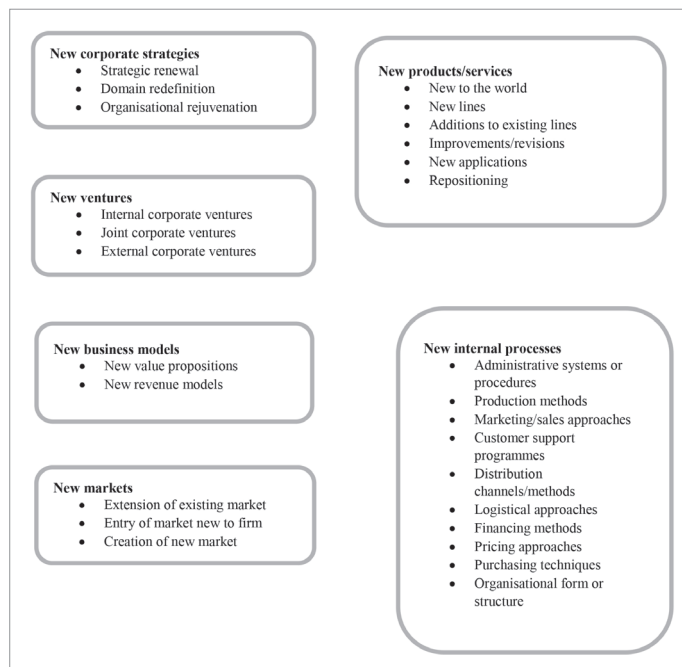 New corporate strategies
• Strategic renewal
• Domain redefinition
• Organisational rejuvenation
New ventures
• Internal corporate ventures
• Joint corporate ventures
• External corporate ventures
New business models
• New value propositions
• New revenue models
New markets
• Extension of existing market
• Entry of market new to firm
• Creation of new market
New products/services
• New to the world
• New lines
• Additions to existing lines
• Improvements/revisions
• New applications
• Repositioning
New internal processes
• Administrative systems or
procedures
• Production methods
• Marketing/sales approaches
• Customer support
programmes
• Distribution
channels/methods
• Logistical approaches
• Financing methods
• Pricing approaches
• Purchasing techniques
• Organisational form or
structure